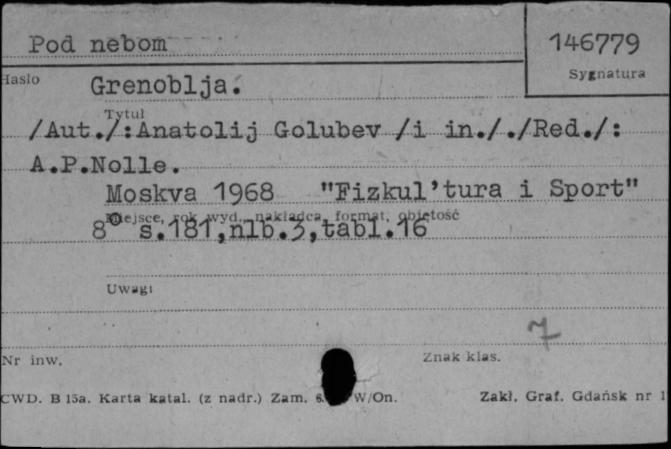 Pod nebom
146779
Hasło
Sygnatura
Grenoblja.
Tytuł
/Aut./:Anatolij Golubev /i in././Red./:
A.P.Nolle.
Moskva 1968 "Fizkul'tura i Sport"
Miejsce, rok wyd., nakładca, format, objętość
8° s.181,nlb.3,tabl.16
Uwagi
7
Nr inw.
Znak klas.
CWD. B 15a. Karta katal. (z nadr.) Zam. 6. W/On.
Zakł. Graf. Gdańsk nr 1